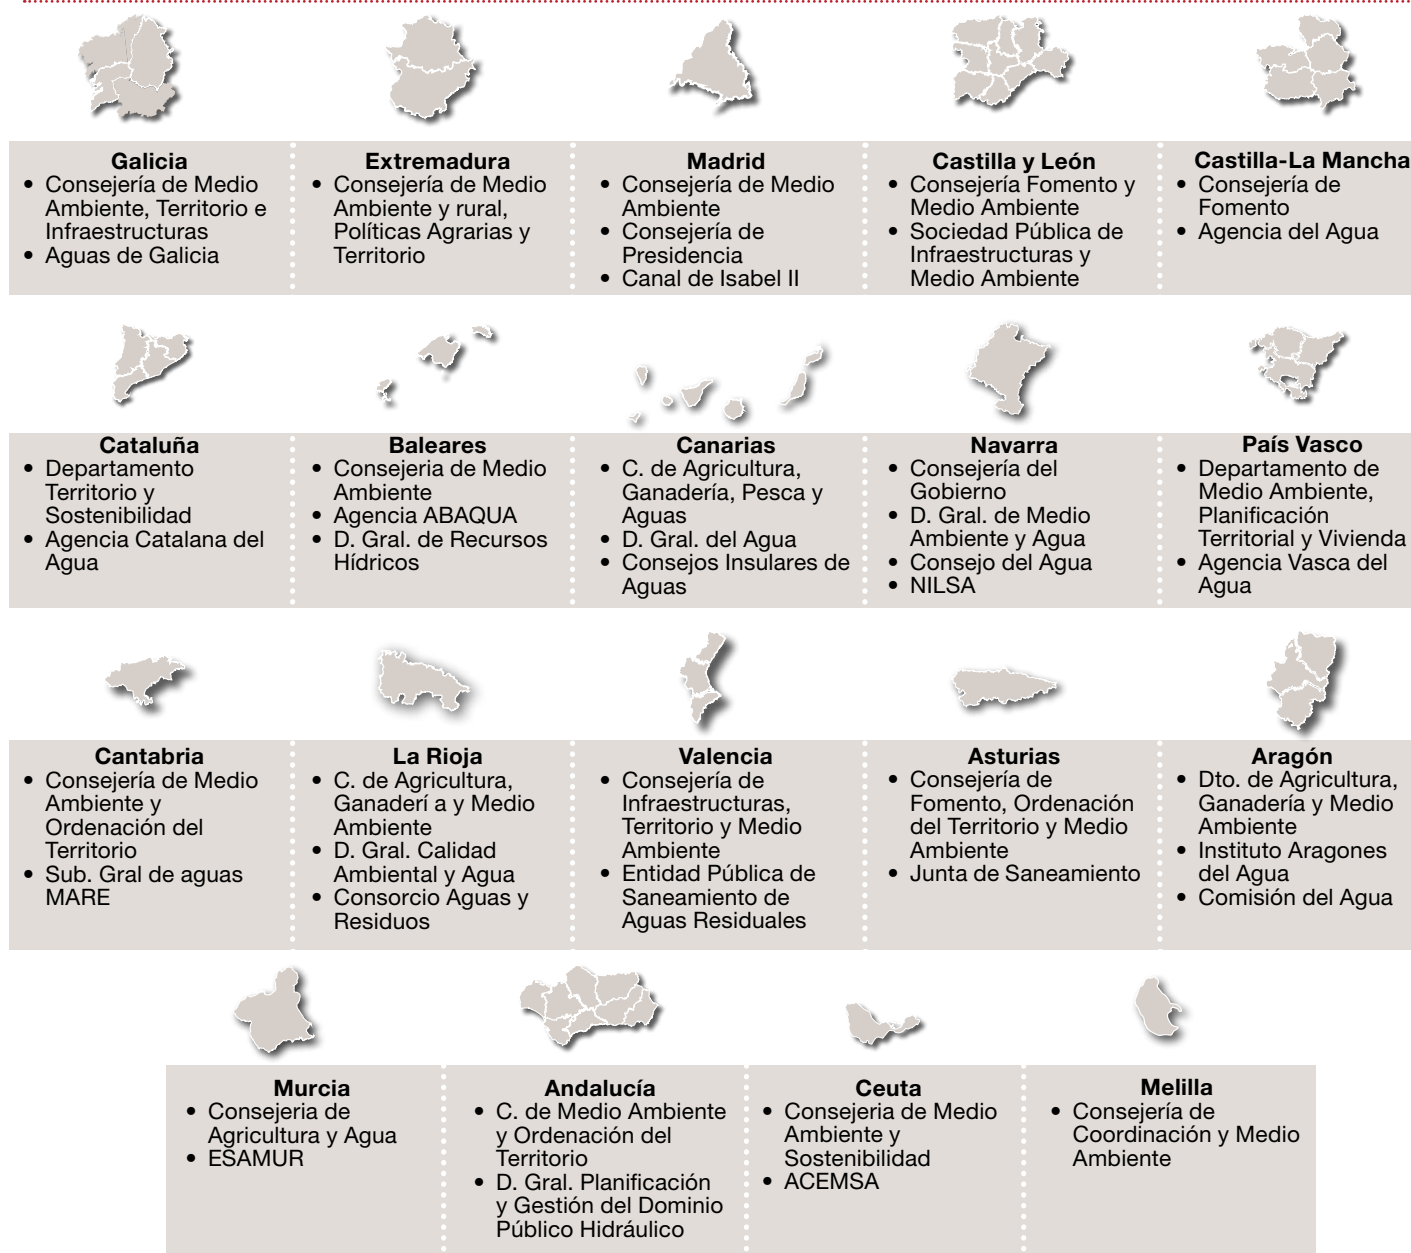 Galicia
• Consejería de Medio
Ambiente, Territorio e
Infraestructuras
• Aguas de Galicia
Extremadura
• Consejería de Medio
Ambiente y rural,
Políticas Agrarias y
Territorio
Madrid
• Consejería de Medio
Ambiente
• Consejería de
Presidencia
• Canal de Isabel II
Castilla y León
• Consejería Fomento y
Medio Ambiente
• Sociedad Pública de
Infraestructuras y
Medio Ambiente
Castilla-La Mancha
• Consejería de
Fomento
• Agencia del Agua
Cataluña
• Departamento
Territorio y
Sostenibilidad
• Agencia Catalana del
Agua
Baleares
• Consejeria de Medio
Ambiente
• Agencia ABAQUA
• D. Gral. de Recursos
Hídricos
Canarias
• C. de Agricultura,
Ganadería, Pesca y
Aguas
• D. Gral. del Agua
• Consejos Insulares de
Aguas
Navarra
• Consejería del
Gobierno
• D. Gral. de Medio
Ambiente y Agua
• Consejo del Agua
• NILSA
País Vasco
• Departamento de
Medio Ambiente,
Planificación
Territorial y Vivienda
• Agencia Vasca del
Agua
Cantabria
• Consejería de Medio
Ambiente y
Ordenación del
Territorio
• Sub. Gral de aguas
MARE
La Rioja
• C. de Agricultura,
Ganaderí a y Medio
Ambiente
• D. Gral. Calidad
Ambiental y Agua
• Consorcio Aguas y
Residuos
Valencia
• Consejería de
Infraestructuras,
Territorio y Medio
Ambiente
• Entidad Pública de
Saneamiento de
Aguas Residuales
Asturias
• Consejería de
Fomento, Ordenación
del Territorio y Medio
Ambiente
• Junta de Saneamiento
Aragón
• Dto. de Agricultura,
Ganadería y Medio
Ambiente
• Instituto Aragones
del Agua
• Comisión del Agua
Murcia
• Consejeria de
Agricultura y Agua
• ESAMUR
Andalucía
• C. de Medio Ambiente
y Ordenación del
Territorio
• D. Gral. Planificación
y Gestión del Dominio
Público Hidráulico
Ceuta
• Consejeria de Medio
Ambiente y
Sostenibilidad
• ACEMSA
Melilla
• Consejería de
Coordinación y Medio
Ambiente